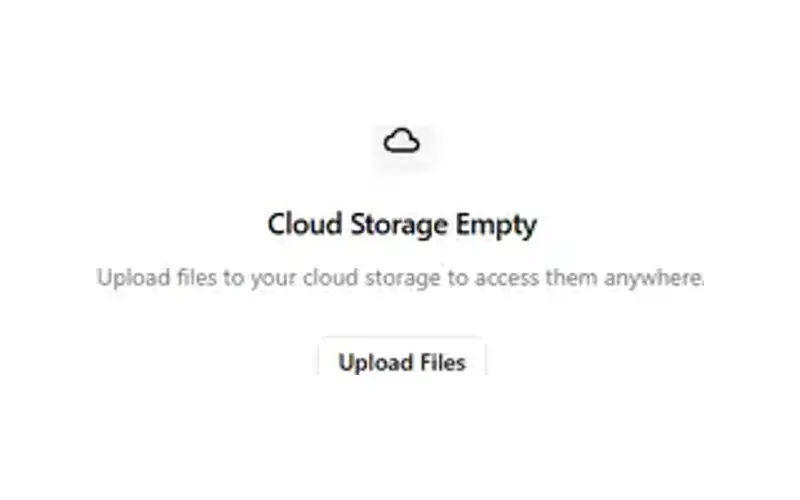 Cloud Storage Empty
Upload files to your cloud storage to access them anywhere.
Upload Files